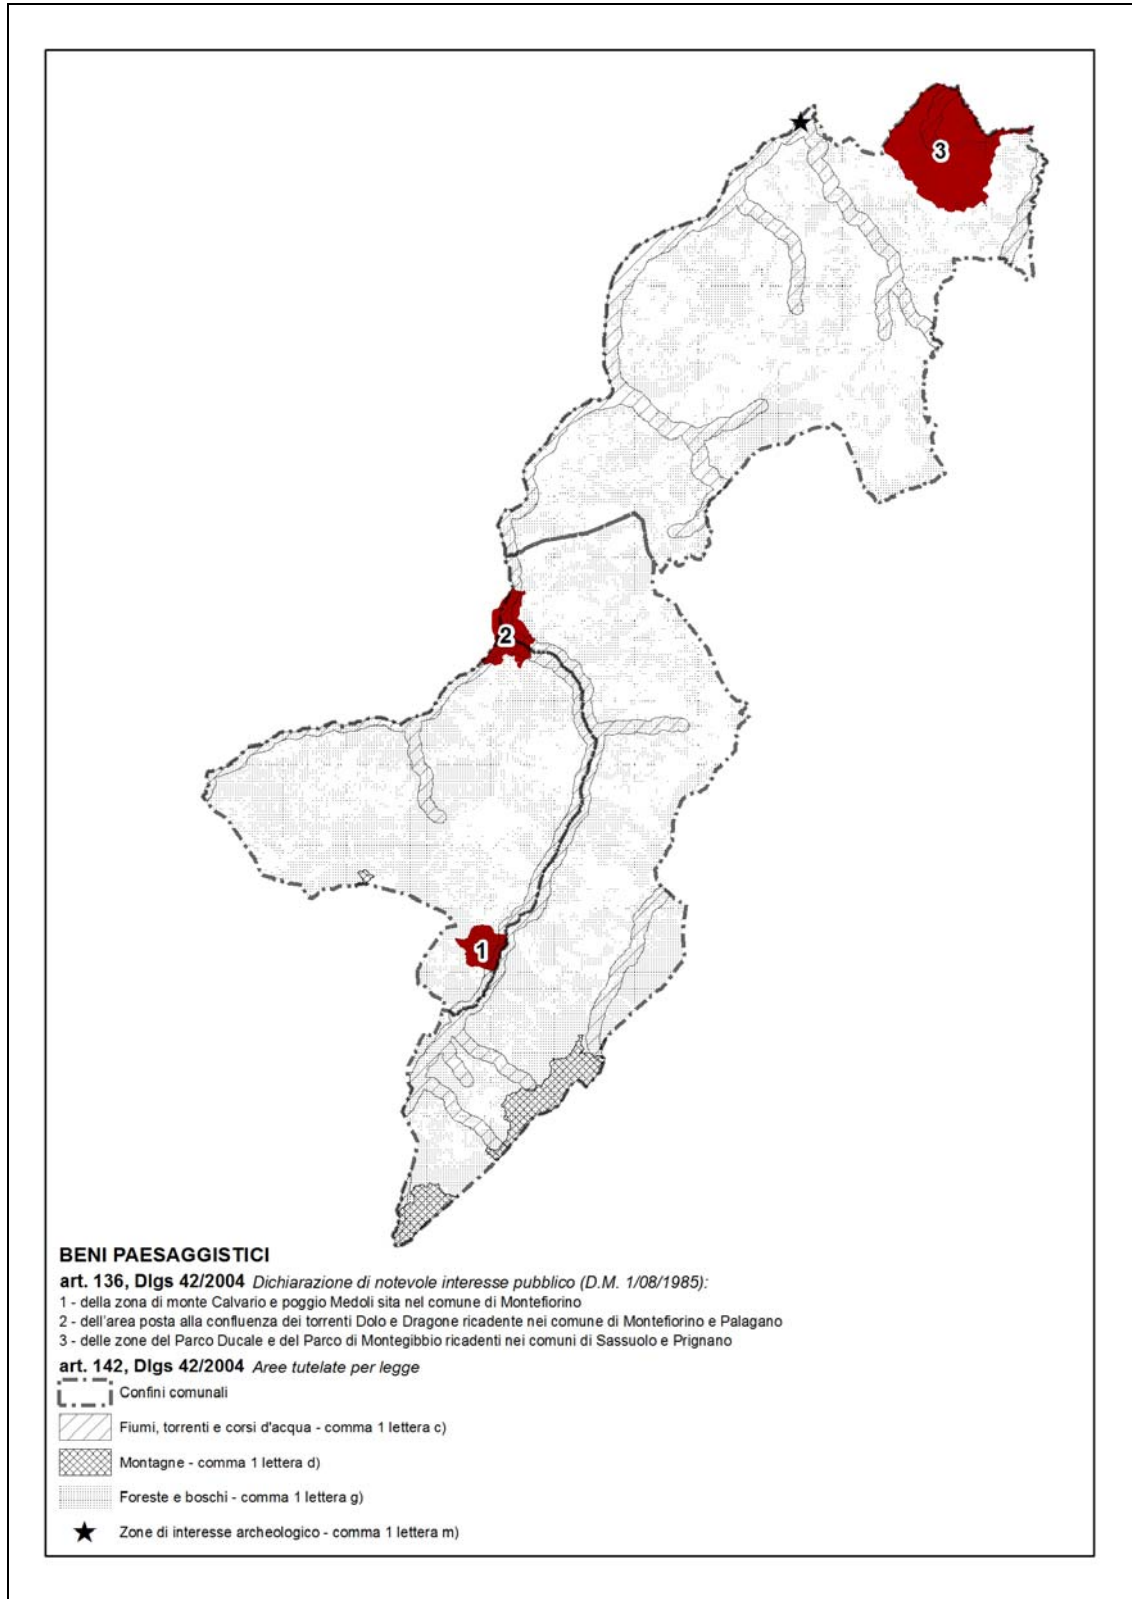 3
2
1
BENI PAESAGGISTICI
art. 136, Dlgs 42/2004 Dichiarazione di notevole interesse pubblico (D.M. 1/08/1985):
1 - della zona di monte Calvario e poggio Medoli sita nel comune di Montefiorino
2 - dell'area posta alla confluenza dei torrenti Dolo e Dragone ricadente nei comune di Montefiorino e Palagano
3 - delle zone del Parco Ducale e del Parco di Montegibbio ricadenti nei comuni di Sassuolo e Prignano
art. 142, Dlgs 42/2004 Aree tutelate per legge
Confini comunali
Fiumi, torrenti e corsi d'acqua - comma 1 lettera c)
Montagne - comma 1 lettera d)
Foreste e boschi - comma 1 lettera g)
Zone di interesse archeologico - comma 1 lettera m)